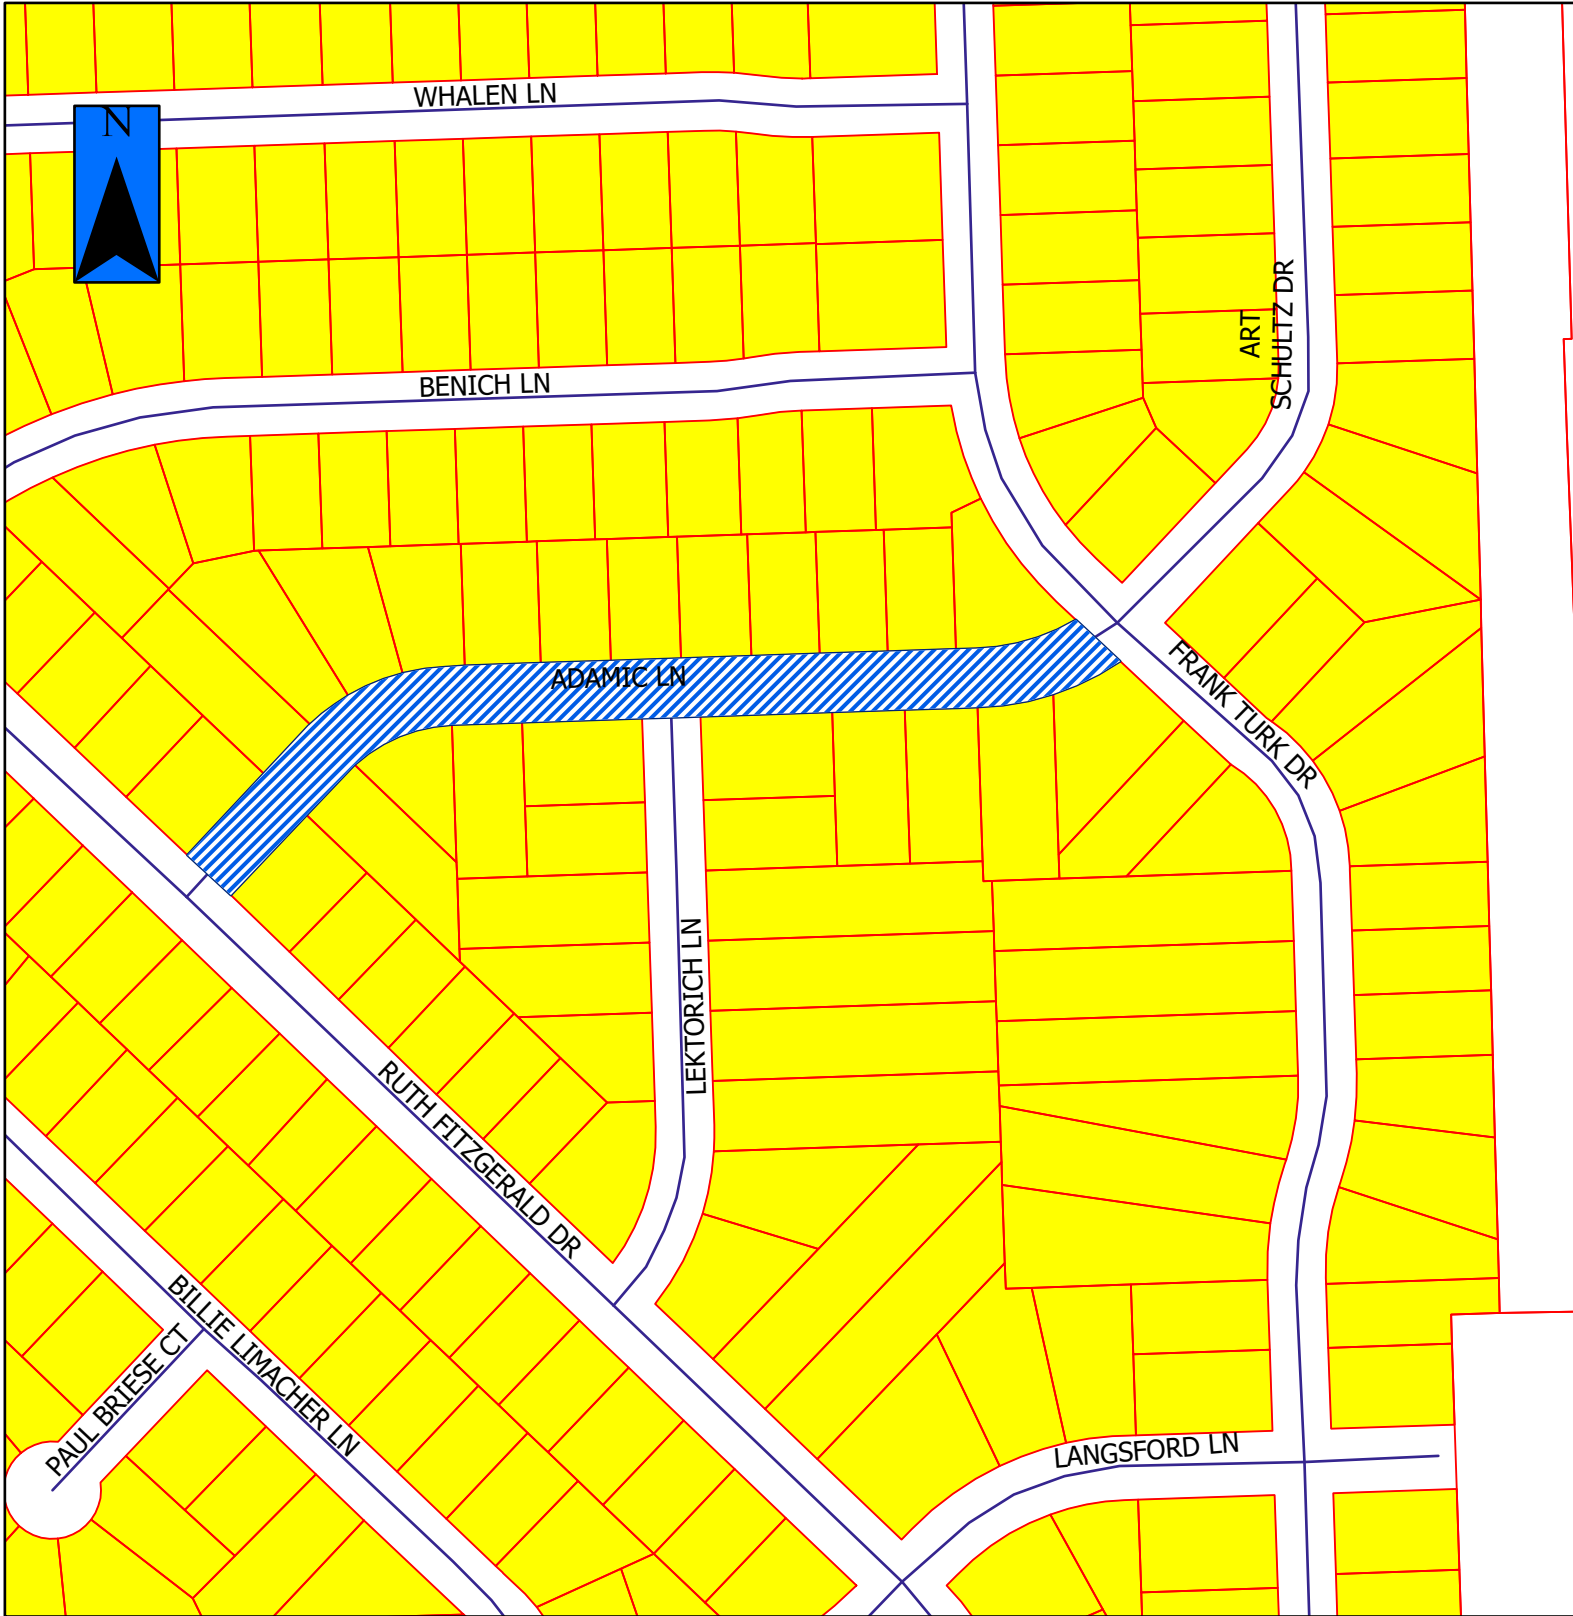 WHALEN LN
N
BENICH LN
ART
SCHULTZ DR
ADAMIC LN
FRANK TURK DR
LEKTORICH LN
RUTH FITZGERALD DR
BILLIE LIMACHER LN
PAUL BRIESE CT
LANGSFORD LN